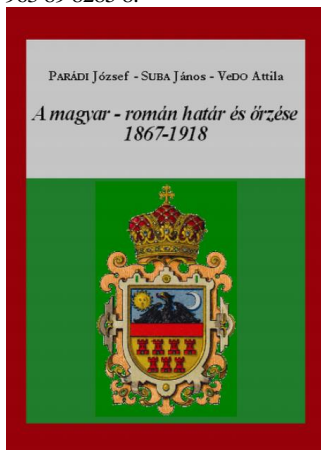 PARÁDI József - SUBA János - VEDO Attila
A magyar - román határ és őrzése
1867-1918